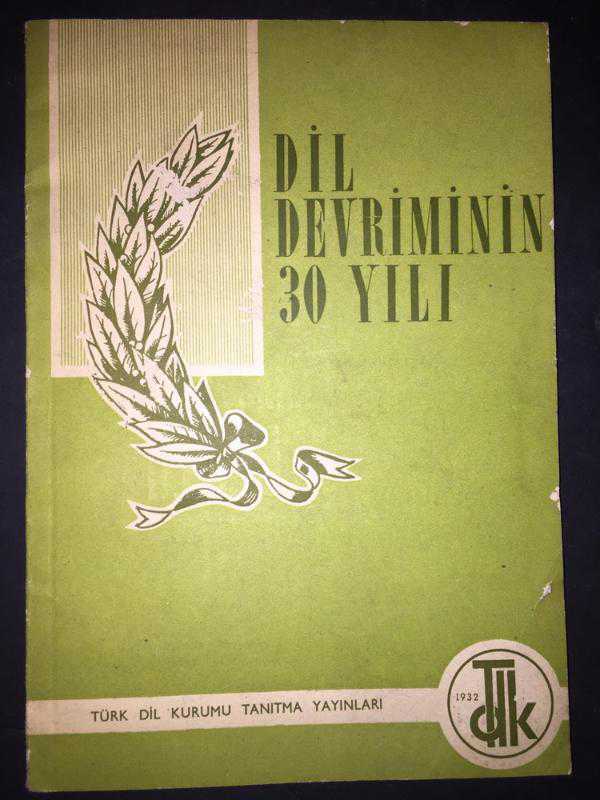 DİL
DEVRİMİNİN
30 YILI
TÜRK DİL KURUMU TANITMA YAYINLARI
1932
Tdk